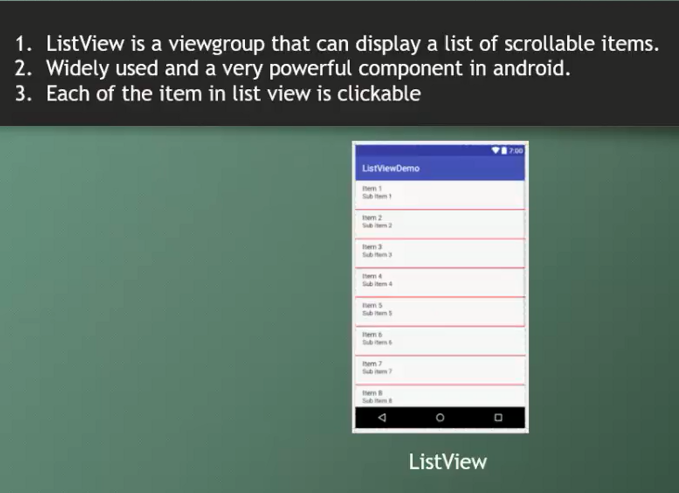 1. ListView is a viewgroup that can display a list of scrollable items.
2. Widely used and a very powerful component in android.
3. Each of the item in list view is clickable
7:00
ListViewDemo
Item 1
Sub Item 1
Item 2
Sub Item 2
Item 3
Sub Item 3
Item 4
Sub Item 4
Item 5
Sub Item 5
Item 6
Sub Item 6
Item 7
Sub Item 7
Item 8
Sub Item 8
ListView